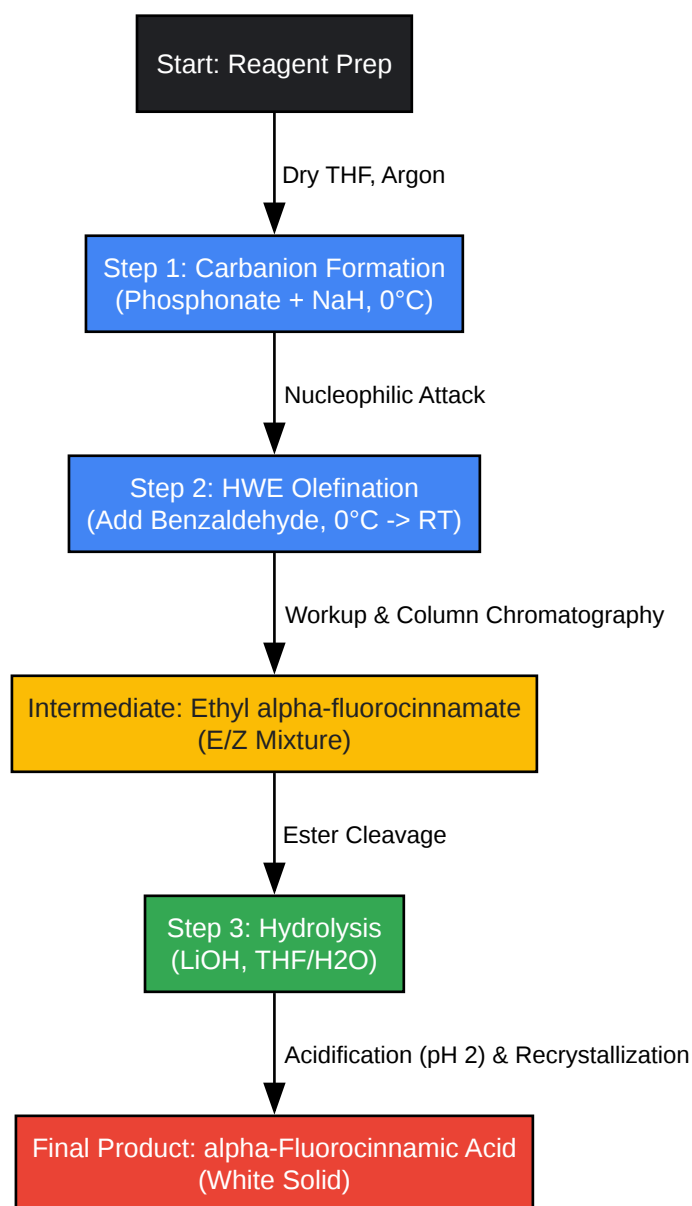 Start: Reagent Prep
Dry THF, Argon
Step 1: Carbanion Formation
(Phosphonate + NaH, 0°C)
Nucleophilic Attack
Step 2: HWE Olefination
(Add Benzaldehyde, 0°C -> RT)
Workup & Column Chromatography
Intermediate: Ethyl alpha-fluorocinnamate
(E/Z Mixture)
Ester Cleavage
Step 3: Hydrolysis
(LiOH, THF/H2O)
Acidification (pH 2) & Recrystallization
Final Product: alpha-Fluorocinnamic Acid
(White Solid)